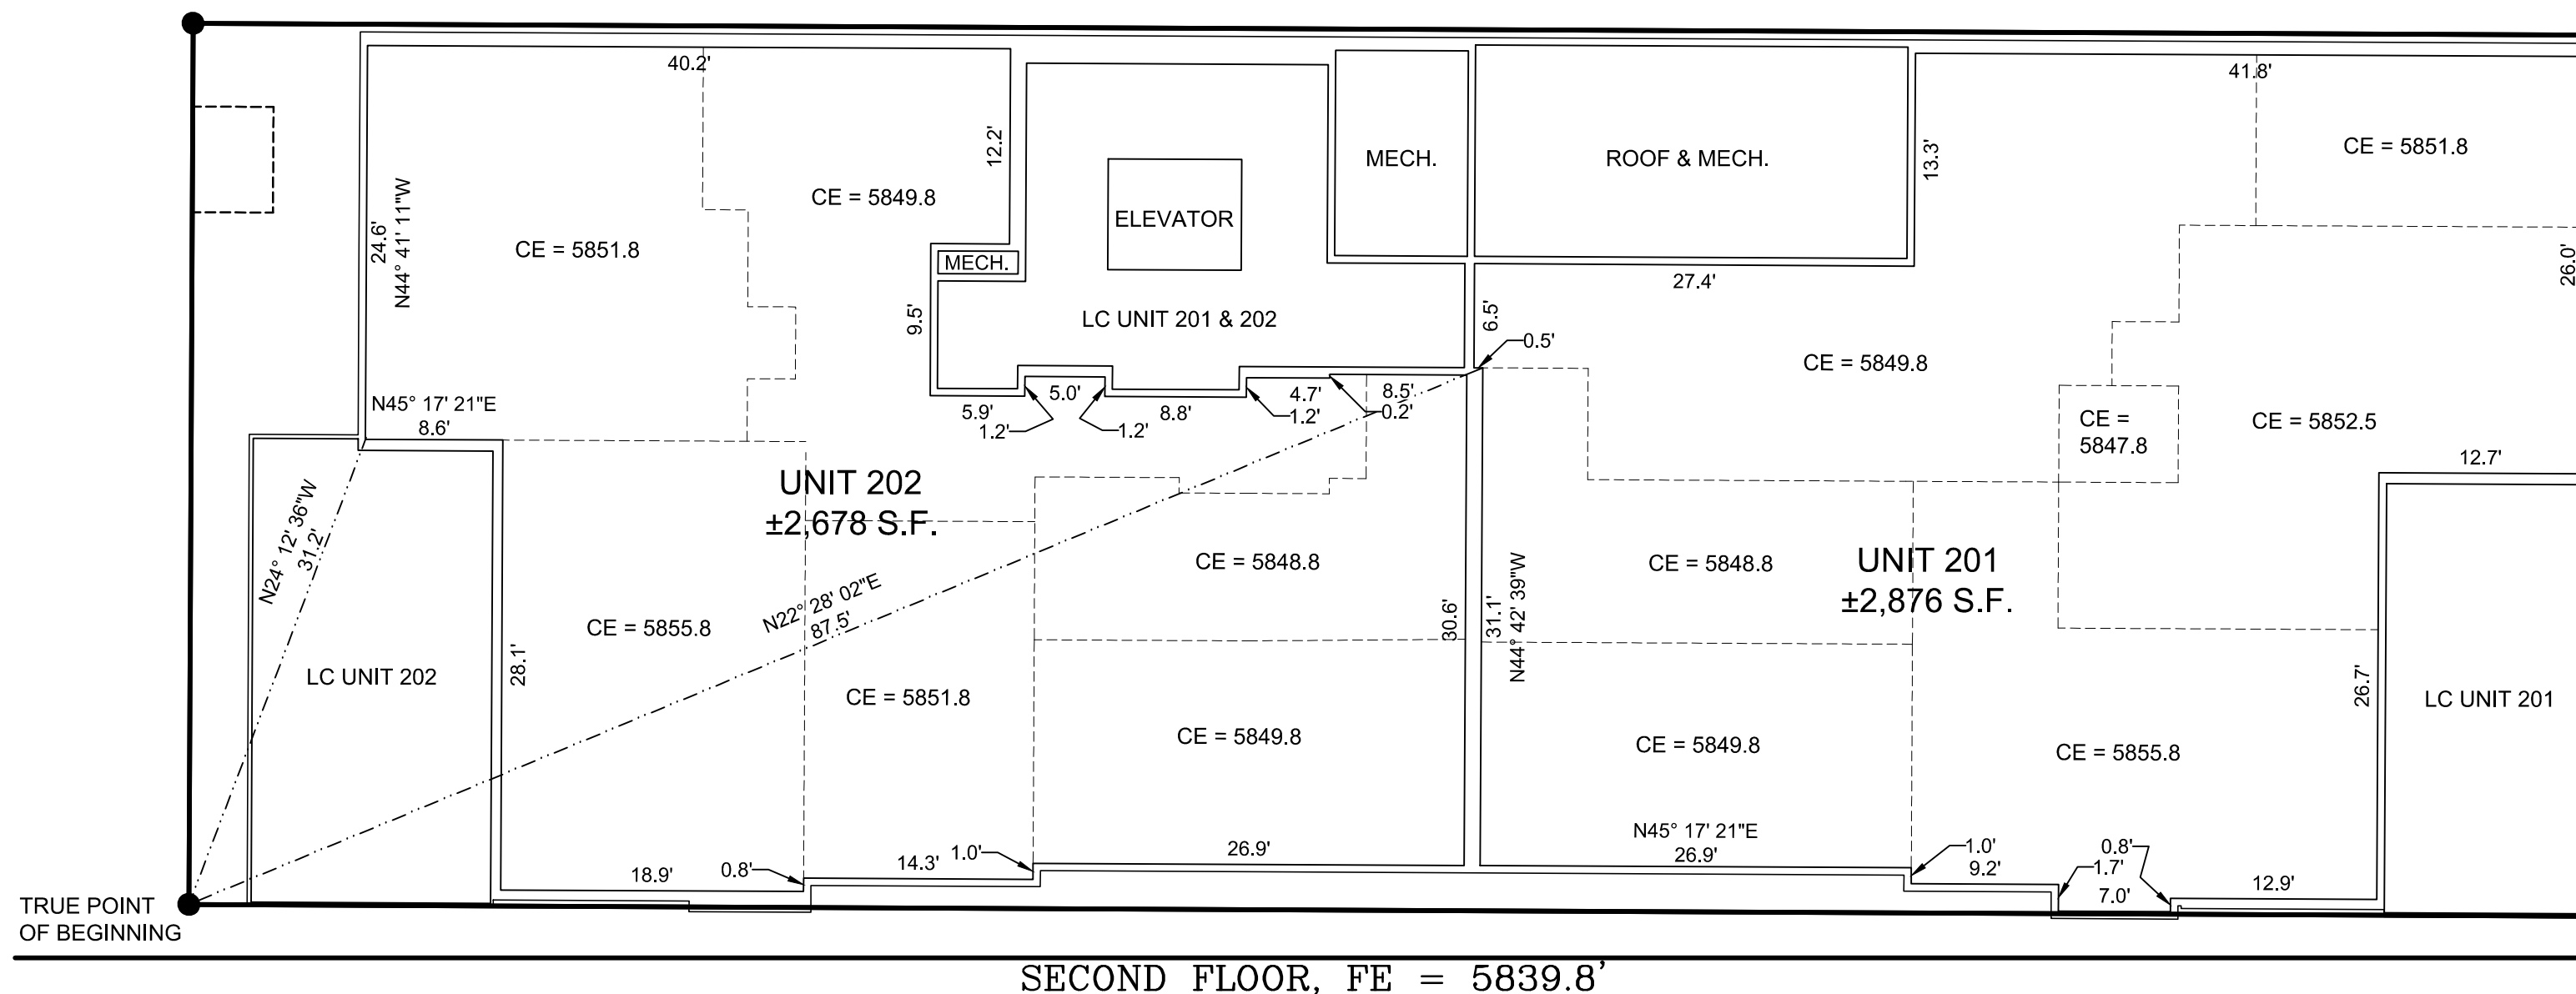 40.2'
41.8'
12.2'
MECH.
ROOF & MECH.
13.3'
CE = 5851.8
CE = 5849.8
ELEVATOR
24.6'
N44° 41' 11"W
CE = 5851.8
MECH.
26.0'
27.4'
9.5'
LC UNIT 201 & 202
6.5'
0.5'
CE = 5849.8
N45° 17' 21"E
8.6'
5.9'
1.2'
5.0'
1.2'
8.8'
4.7'
1.2'
8.5'
0.2'
CE =
5847.8
CE = 5852.5
12.7'
UNIT 202
±2,678 S.F.
N24° 12' 36"W
31.2'
CE = 5848.8
CE = 5848.8
UNIT 201
±2,876 S.F.
N22° 28' 02"E
87.5'
30.6'
31.1'
N44° 42' 39"W
CE = 5855.8
28.1'
LC UNIT 202
CE = 5851.8
26.7'
LC UNIT 201
CE = 5849.8
CE = 5849.8
CE = 5855.8
N45° 17' 21"E
26.9'
26.9'
18.9'
0.8'
14.3'
1.0'
1.0'
9.2'
0.8'
1.7'
7.0'
12.9'
TRUE POINT
OF BEGINNING
SECOND FLOOR, FE = 5839.8'